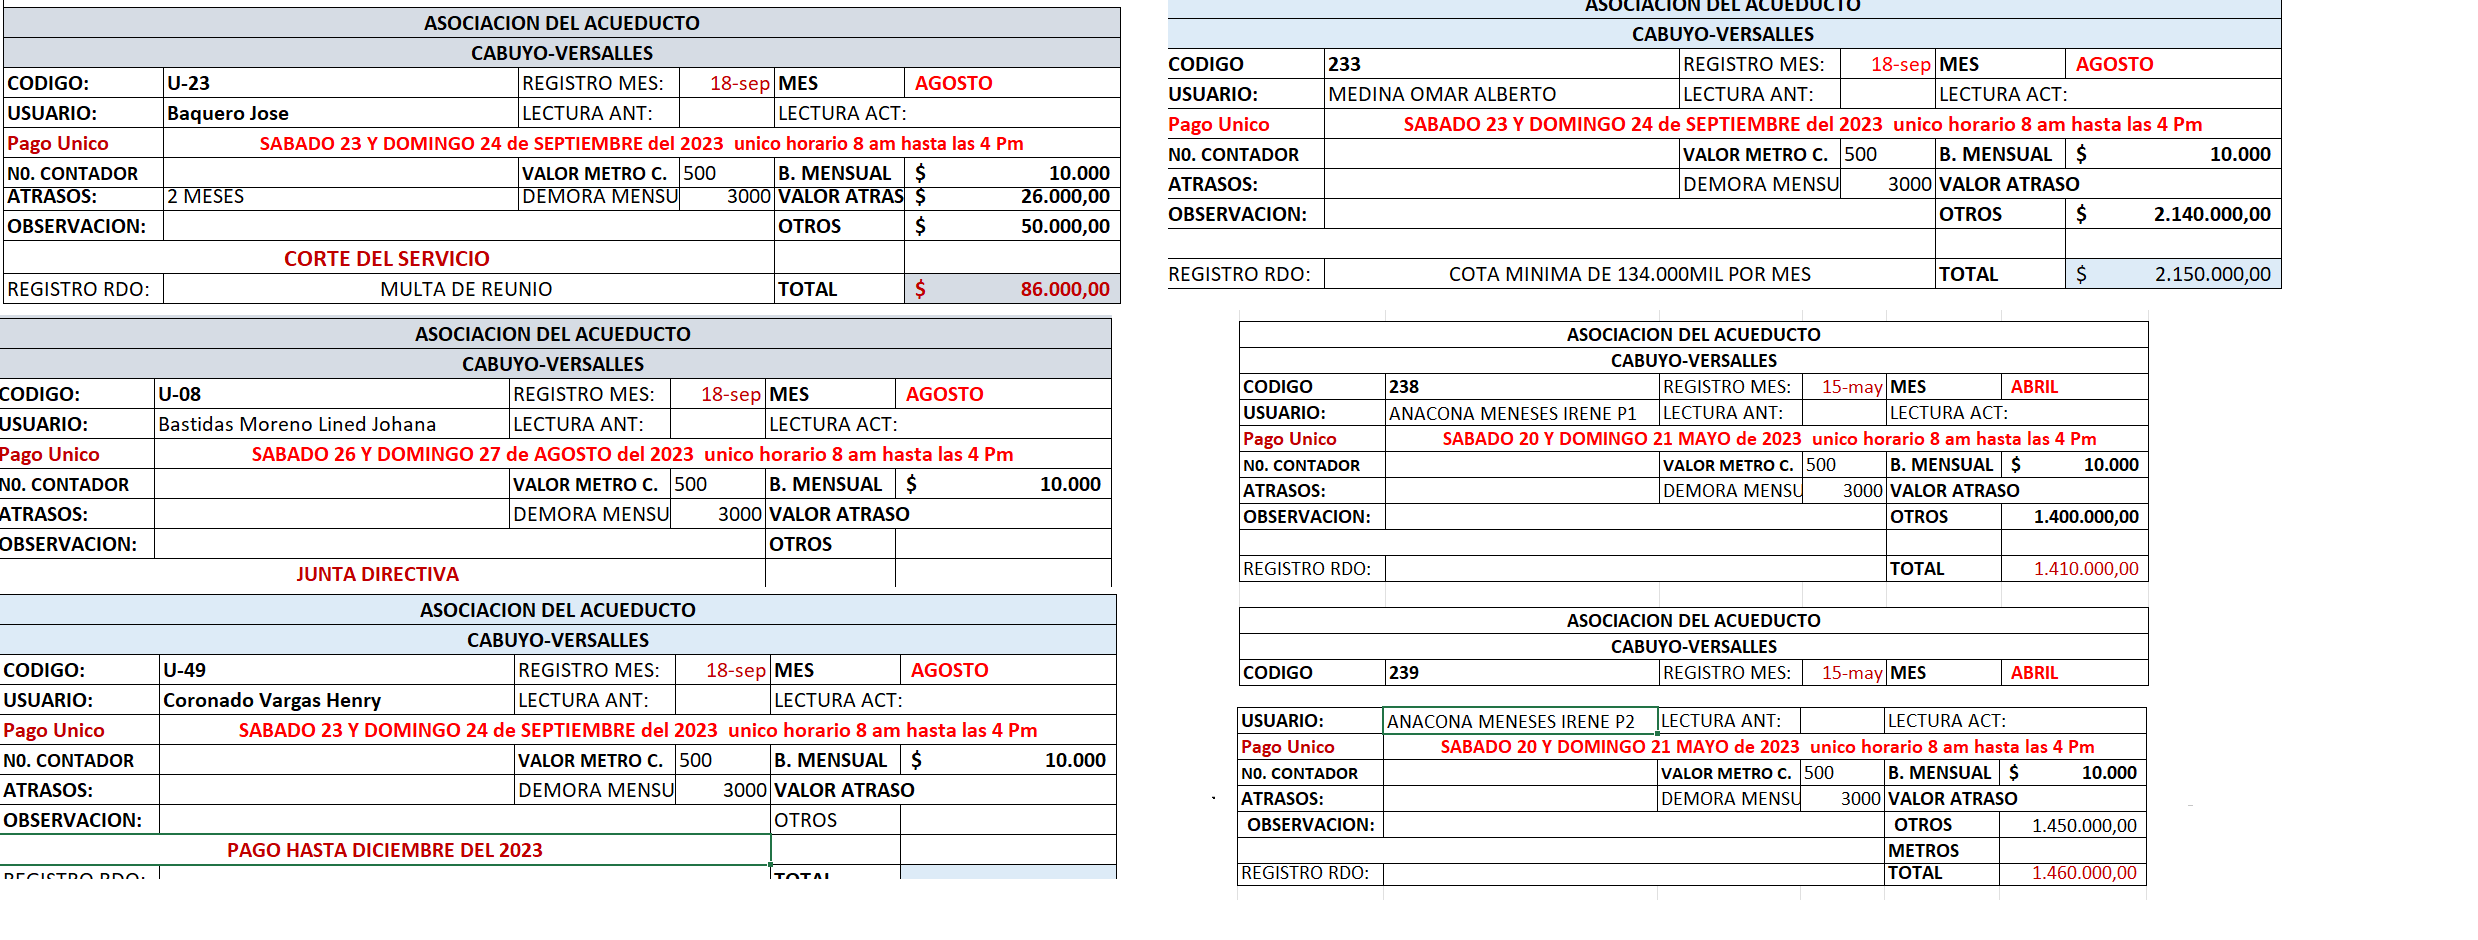 ASOCIACION DEL ACUEDUCTO
CABUYO-VERSALLES
CODIGO: U-23 REGISTRO MES: 18-sep MES AGOSTO
USUARIO: Baquero Jose LECTURA ANT: LECTURA ACT:
Pago Unico SABADO 23 Y DOMINGO 24 de SEPTIEMBRE del 2023 unico horario 8 am hasta las 4 Pm
N0. CONTADOR VALOR METRO C. 500 B. MENSUAL $ 10.000
ATRASOS: 2 MESES DEMORA MENSU 3000 VALOR ATRAS $ 26.000,00
OBSERVACION: OTROS $ 50.000,00
CORTE DEL SERVICIO
REGISTRO RDO: MULTA DE REUNIO TOTAL $ 86.000,00
ASOCIACION DEL ACUEDUCTO
CABUYO-VERSALLES
CODIGO: U-08 REGISTRO MES: 18-sep MES AGOSTO
USUARIO: Bastidas Moreno Lined Johana LECTURA ANT: LECTURA ACT:
Pago Unico SABADO 26 Y DOMINGO 27 de AGOSTO del 2023 unico horario 8 am hasta las 4 Pm
N0. CONTADOR VALOR METRO C. 500 B. MENSUAL $ 10.000
ATRASOS: DEMORA MENSU 3000 VALOR ATRASO
OBSERVACION: OTROS
JUNTA DIRECTIVA
ASOCIACION DEL ACUEDUCTO
CABUYO-VERSALLES
CODIGO: U-49 REGISTRO MES: 18-sep MES AGOSTO
USUARIO: Coronado Vargas Henry LECTURA ANT: LECTURA ACT:
Pago Unico SABADO 23 Y DOMINGO 24 de SEPTIEMBRE del 2023 unico horario 8 am hasta las 4 Pm
N0. CONTADOR VALOR METRO C. 500 B. MENSUAL $ 10.000
ATRASOS: DEMORA MENSU 3000 VALOR ATRASO
OBSERVACION: OTROS
PAGO HASTA DICIEMBRE DEL 2023
REGISTRO RDO: TOTAL
ASOCIACION DEL ACUEDUCTO
CABUYO-VERSALLES
CODIGO 233 REGISTRO MES: 18-sep MES AGOSTO
USUARIO: MEDINA OMAR ALBERTO LECTURA ANT: LECTURA ACT:
Pago Unico SABADO 23 Y DOMINGO 24 de SEPTIEMBRE del 2023 unico horario 8 am hasta las 4 Pm
N0. CONTADOR VALOR METRO C. 500 B. MENSUAL $ 10.000
ATRASOS: DEMORA MENSU 3000 VALOR ATRASO
OBSERVACION: OTROS $ 2.140.000,00
REGISTRO RDO: COTA MINIMA DE 134.000MIL POR MES TOTAL $ 2.150.000,00
ASOCIACION DEL ACUEDUCTO
CABUYO-VERSALLES
CODIGO 238 REGISTRO MES: 15-may MES ABRIL
USUARIO: ANACONA MENESES IRENE P1 LECTURA ANT: LECTURA ACT:
Pago Unico SABADO 20 Y DOMINGO 21 MAYO de 2023 unico horario 8 am hasta las 4 Pm
N0. CONTADOR VALOR METRO C. 500 B. MENSUAL $ 10.000
ATRASOS: DEMORA MENSU 3000 VALOR ATRASO
OBSERVACION: OTROS 1.400.000,00
REGISTRO RDO: TOTAL 1.410.000,00
ASOCIACION DEL ACUEDUCTO
CABUYO-VERSALLES
CODIGO 239 REGISTRO MES: 15-may MES ABRIL
USUARIO: ANACONA MENESES IRENE P2 LECTURA ANT: LECTURA ACT:
Pago Unico SABADO 20 Y DOMINGO 21 MAYO de 2023 unico horario 8 am hasta las 4 Pm
N0. CONTADOR VALOR METRO C. 500 B. MENSUAL $ 10.000
ATRASOS: DEMORA MENSU 3000 VALOR ATRASO
OBSERVACION: OTROS 1.450.000,00
METROS
REGISTRO RDO: TOTAL 1.460.000,00